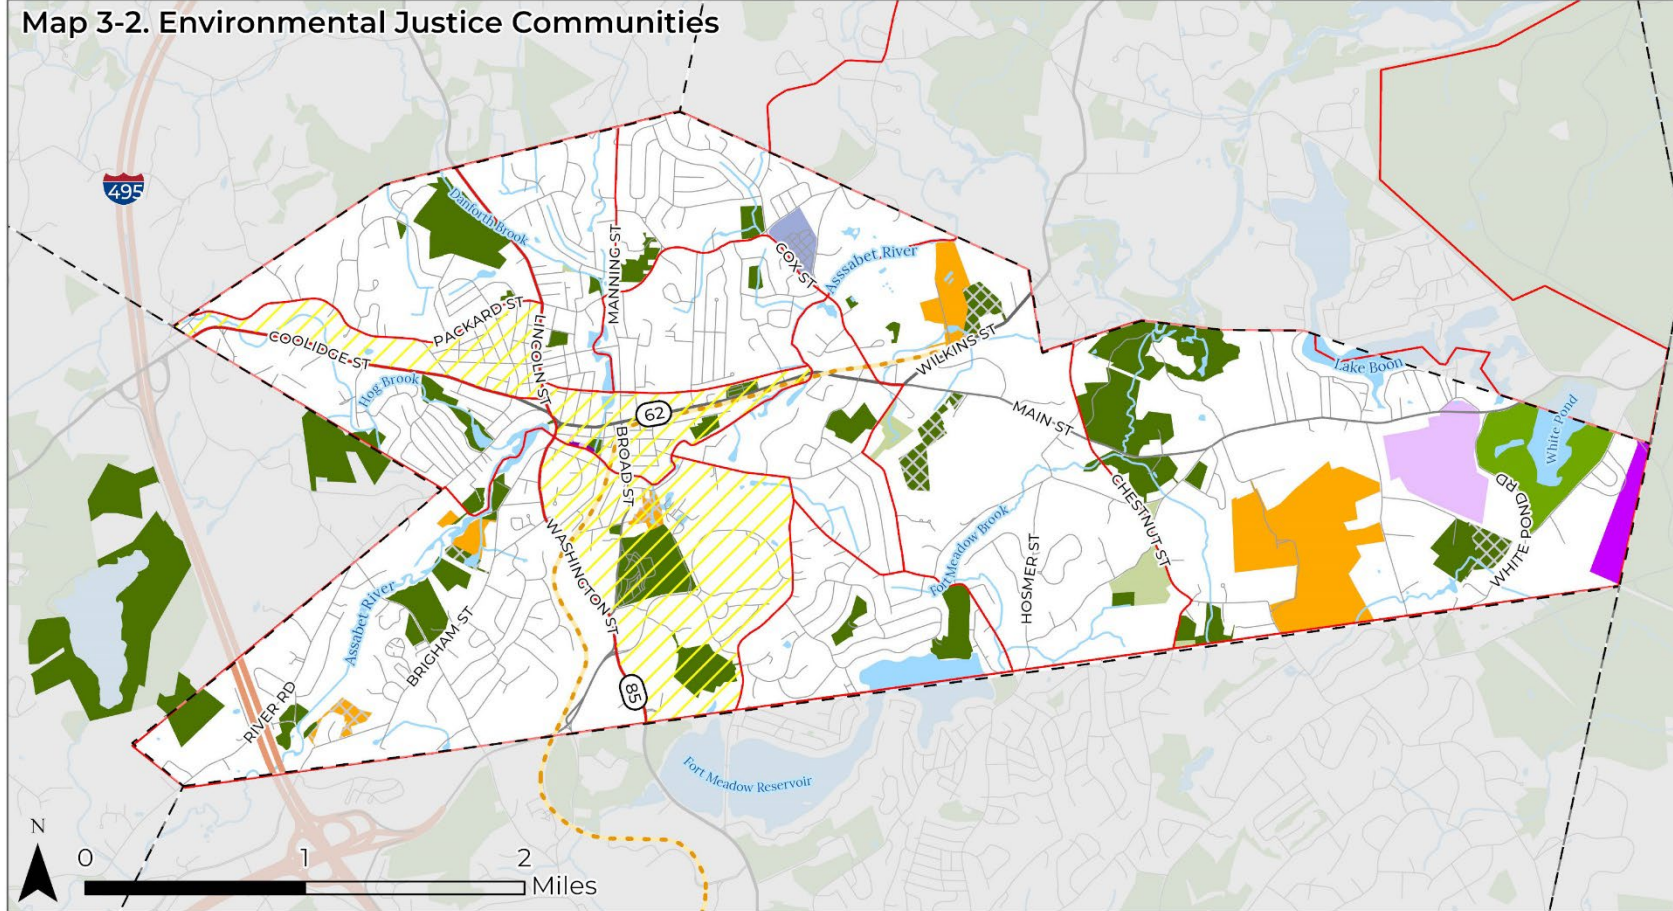 Map 3-2. Environmental Justice Communities
495
Danforth Brook
MANNING ST
COX ST
Asssabet River
PACKARD ST
COOLIDGE ST
LINCOLN ST
WILKINS ST
Lake Boon
Hog Brook
62
MAIN ST
BROAD ST
White Pond
CHESTNUT ST
WHITE POND RD
WASHINGTON ST
Fort Meadow Brook
HOSMER ST
Assabet River
BRIGHAM ST
RIVER RD
85
Fort Meadow Reservoir
N
0 1 2
Miles